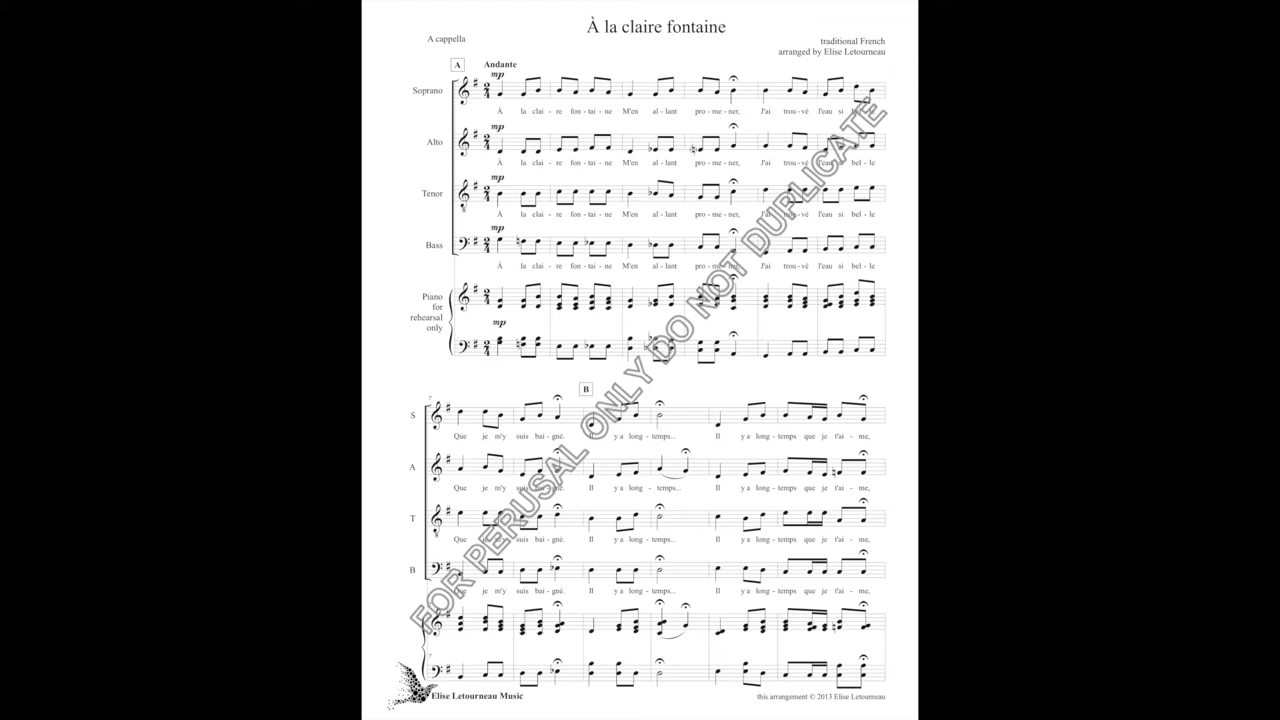 À la claire fontaine
A cappella
traditional French
arranged by Elise Letourneau
A
Andante
mp
Soprano
À la clai - re fon - tai - ne M'en al - lant pro - me - ner, J'ai trou - vé l'eau si bel - le
mp
Alto
À la clai - re fon - tai - ne M'en al - lant pro - me - ner, J'ai trou - vé l'eau si bel - le
mp
Tenor
À la clai - re fon - tai - ne M'en al - lant pro - me - ner, J'ai trou - vé l'eau si bel - le
mp
Bass
À la clai - re fon - tai - ne M'en al - lant pro - me - ner, J'ai trou - vé l'eau si bel - le
Piano
for
rehearsal
only
mp
B
7
S
Que je m'y suis bai - gné. Il y a long - temps... Il y a long - temps que je t'ai - me,
A
Que je m'y suis bai - gné. Il y a long - temps... Il y a long - temps que je t'ai - me,
T
Que je m'y suis bai - gné. Il y a long - temps... Il y a long - temps que je t'ai - me,
B
Que je m'y suis bai - gné. Il y a long - temps... Il y a long - temps que je t'ai - me,
7
FOR PERUSAL ONLY DO NOT DUPLICATE
Elise Letourneau Music
this arrangement © 2013 Elise Letourneau